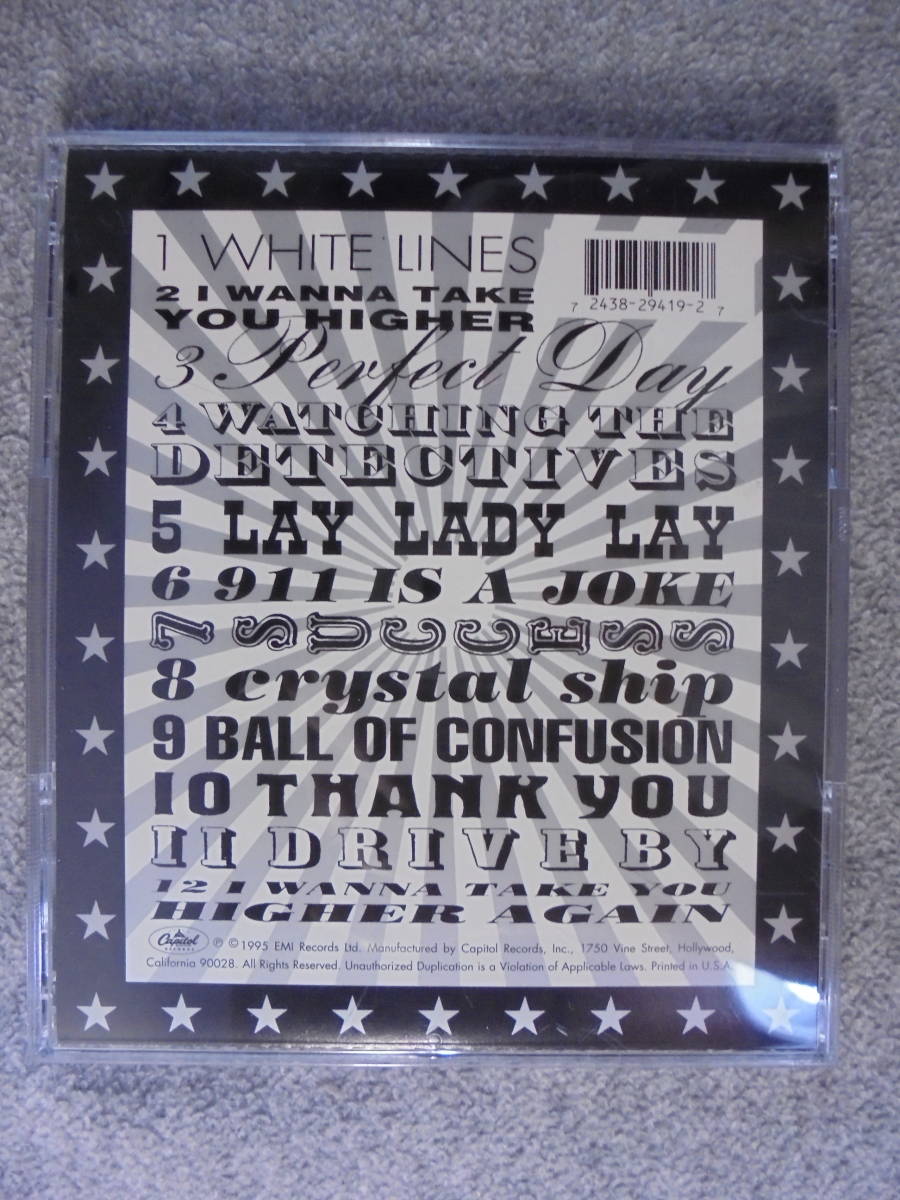 1 WHITE LINES
7 2438-29419-2 7
2 I WANNA TAKE
YOU HIGHER
3 Perfect Day
4 WATCHING THE
DETECTIVES
5 LAY LADY LAY
6 911 IS A JOKE
7 SUCCESS
8 crystal ship
9 BALL OF CONFUSION
10 THANK YOU
11 DRIVE BY
12 I WANNA TAKE YOU
HIGHER AGAIN
Capitol RECORDS ℗ ©1995 EMI Records Ltd. Manufactured by Capitol Records, Inc., 1750 Vine Street, Hollywood,
California 90028. All Rights Reserved. Unauthorized Duplication is a Violation of Applicable Laws. Printed in U.S.A.